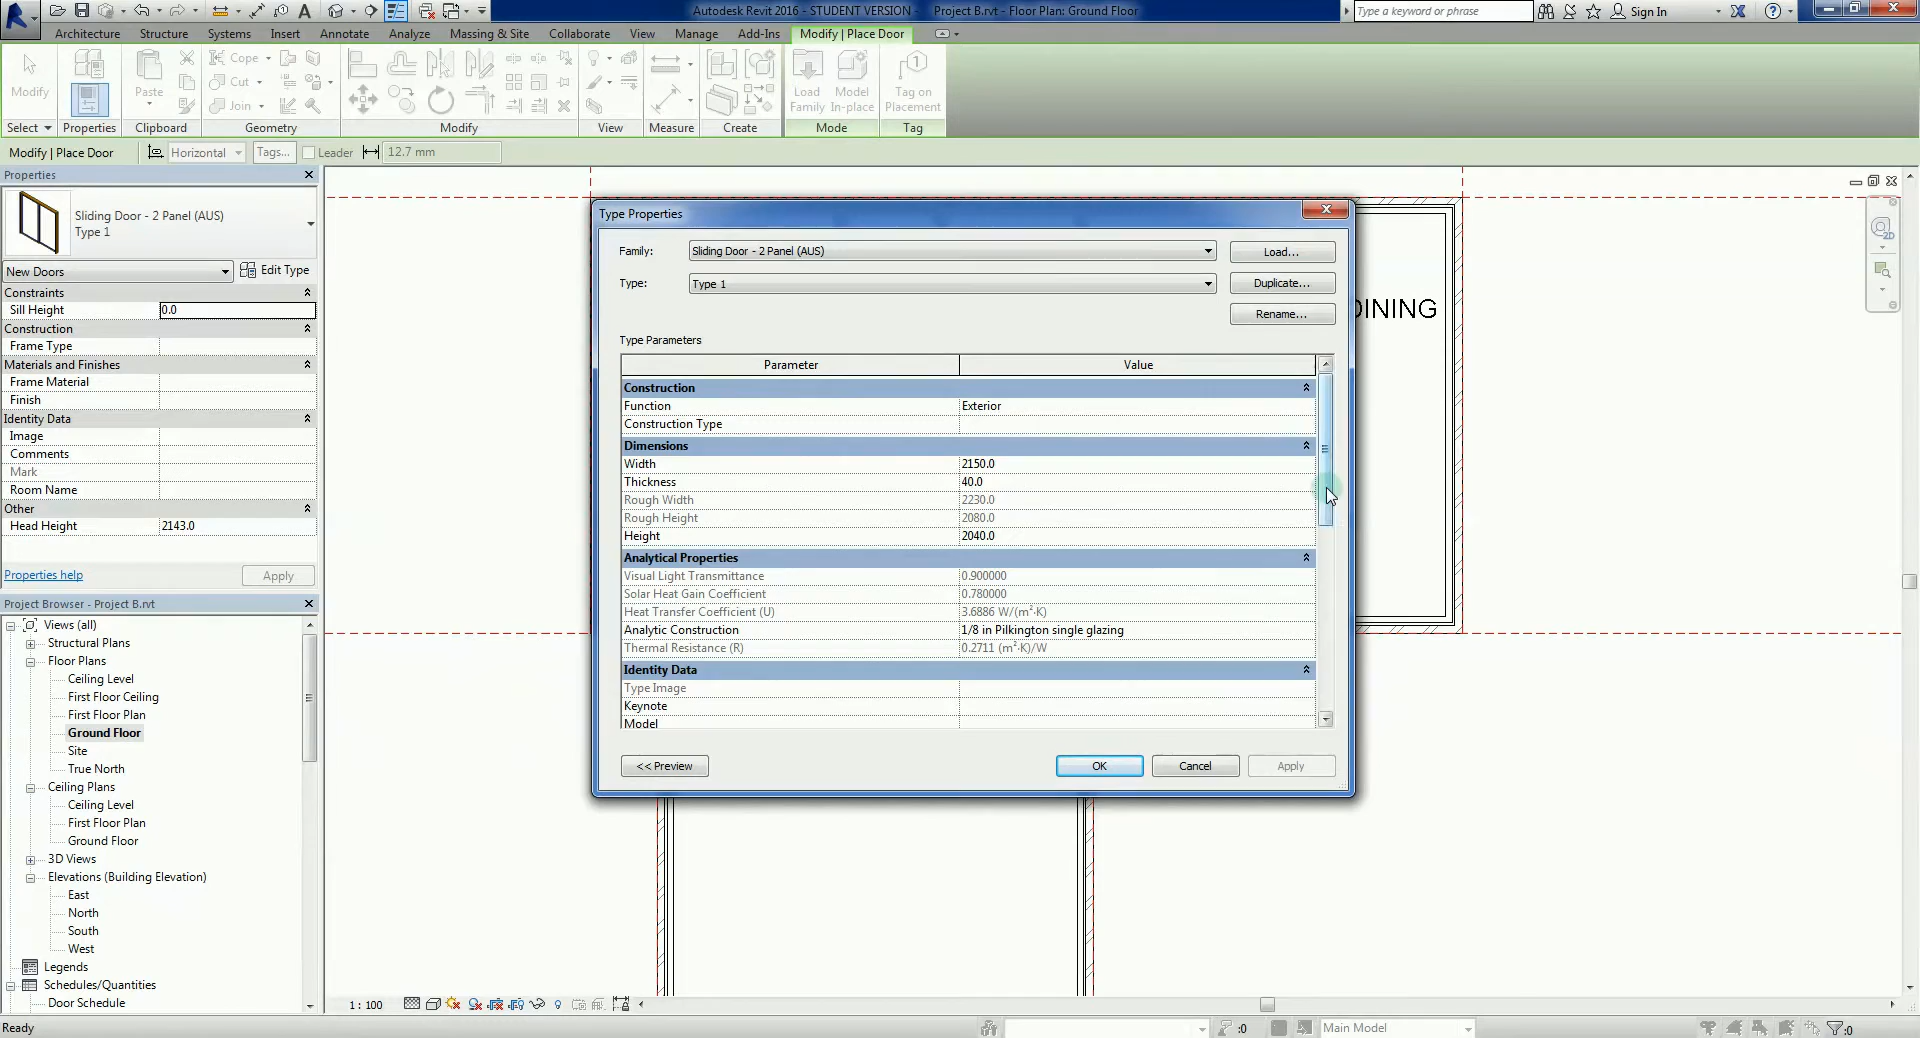 Autodesk Revit 2016 - STUDENT VERSION - Project B.rvt - Floor Plan: Ground Floor
Type a keyword or phrase
Sign In
Architecture Structure Systems Insert Annotate Analyze Massing & Site Collaborate View Manage Add-Ins Modify | Place Door
Modify
Paste
Cope
Cut
Join
Load Family
Model In-place
Tag on Placement
Select Properties Clipboard Geometry Modify View Measure Create Mode Tag
Modify | Place Door Horizontal Tags... Leader 12.7 mm
Properties
Sliding Door - 2 Panel (AUS)
Type 1
New Doors Edit Type
Constraints
Sill Height 0.0
Construction
Frame Type
Materials and Finishes
Frame Material
Finish
Identity Data
Image
Comments
Mark
Room Name
Other
Head Height 2143.0
Properties help Apply
Project Browser - Project B.rvt
Views (all)
Structural Plans
Floor Plans
Ceiling Level
First Floor Ceiling
First Floor Plan
Ground Floor
Site
True North
Ceiling Plans
Ceiling Level
First Floor Plan
Ground Floor
3D Views
Elevations (Building Elevation)
East
North
South
West
Legends
Schedules/Quantities
Door Schedule
Type Properties
Family: Sliding Door - 2 Panel (AUS) Load...
Type: Type 1 Duplicate...
Rename...
Type Parameters
Parameter Value
Construction
Function Exterior
Construction Type
Dimensions
Width 2150.0
Thickness 40.0
Rough Width 2230.0
Rough Height 2080.0
Height 2040.0
Analytical Properties
Visual Light Transmittance 0.900000
Solar Heat Gain Coefficient 0.780000
Heat Transfer Coefficient (U) 3.6886 W/(m²·K)
Analytic Construction 1/8 in Pilkington single glazing
Thermal Resistance (R) 0.2711 (m²·K)/W
Identity Data
Type Image
Keynote
Model
<< Preview OK Cancel Apply
DINING
2D
1 : 100
Ready
:0
Main Model
:0